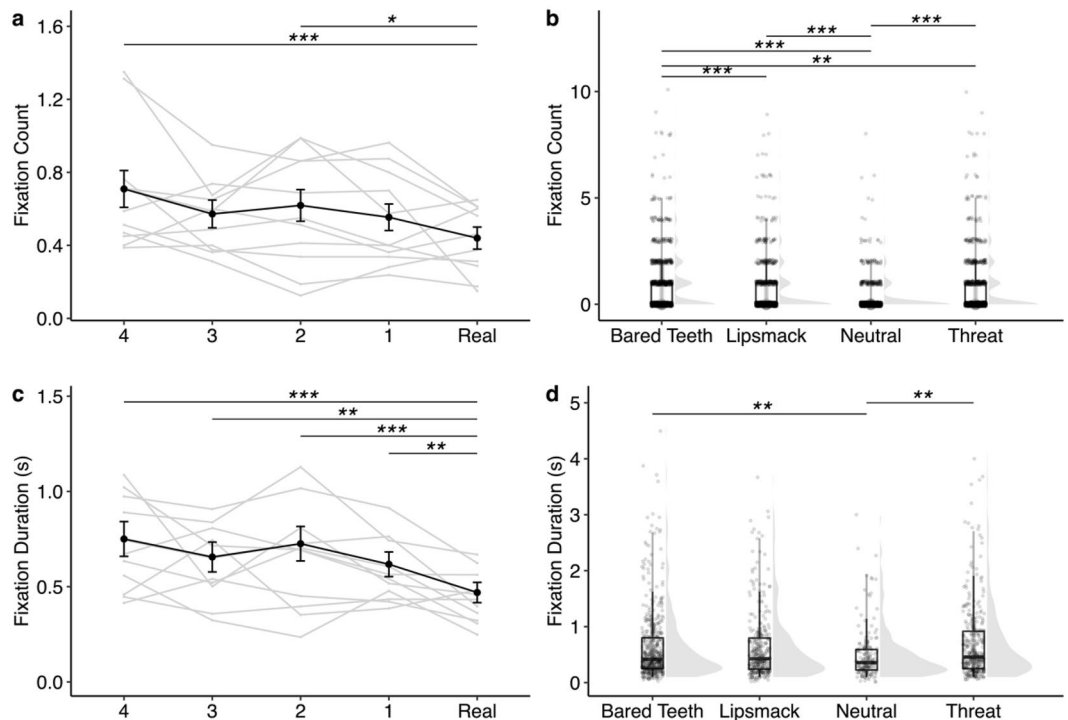 a
*
***
Fixation Count
1.6
1.2
0.8
0.4
0.0
4 3 2 1 Real
b
***
***
***
**
***
Fixation Count
10
5
0
Bared Teeth Lipsmack Neutral Threat
c
***
**
***
**
Fixation Duration (s)
1.5
1.0
0.5
0.0
4 3 2 1 Real
d
**
**
Fixation Duration (s)
5
4
3
2
1
0
Bared Teeth Lipsmack Neutral Threat